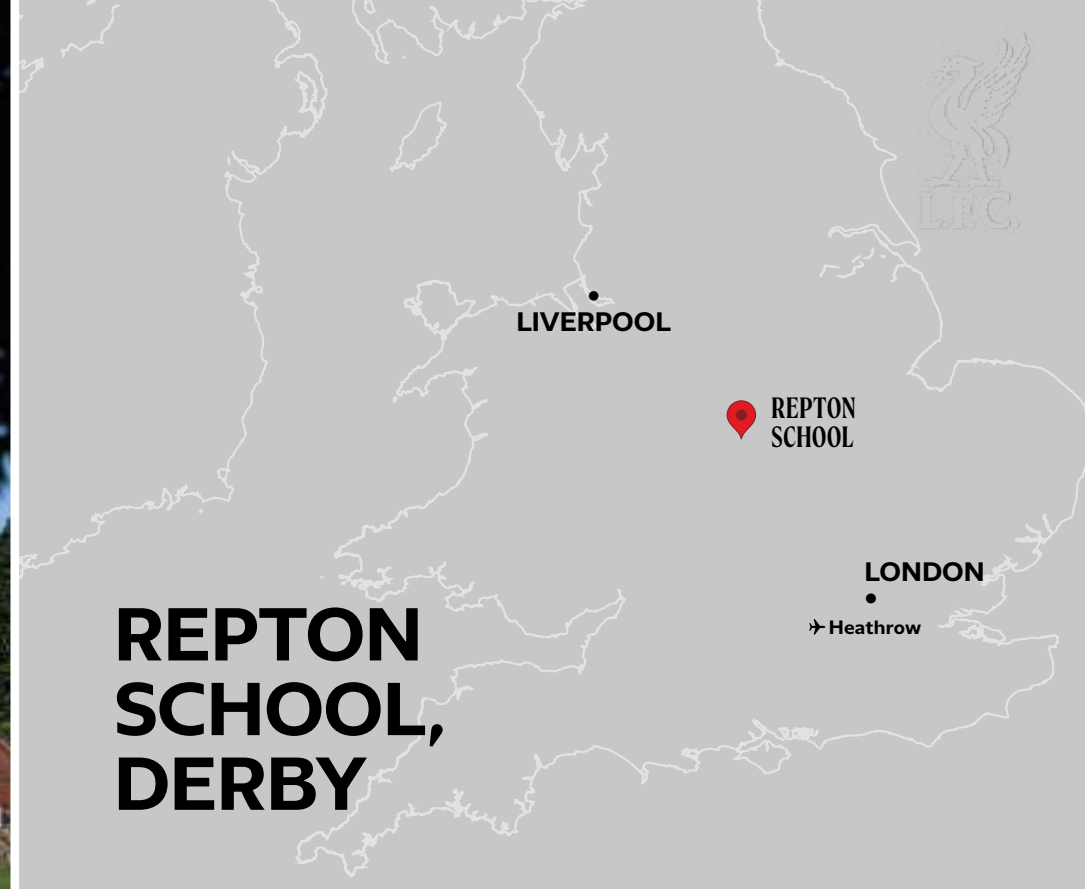 L.F.C.
LIVERPOOL
REPTON
SCHOOL
LONDON
Heathrow
REPTON
SCHOOL,
DERBY